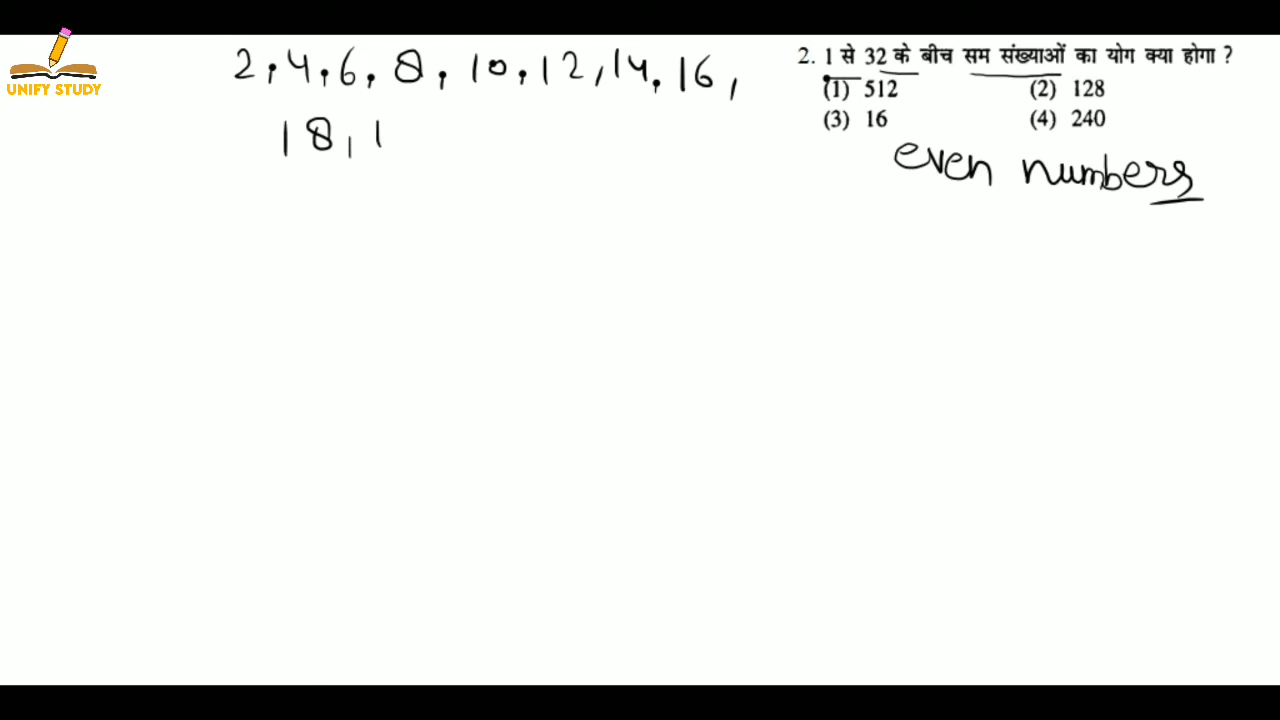 UNIFY STUDY
2, 4, 6, 8, 10, 12, 14, 16,
18, 1
2. 1 से 32 के बीच सम संख्याओं का योग क्या होगा ?
(1) 512 (2) 128
(3) 16 (4) 240
even numbers